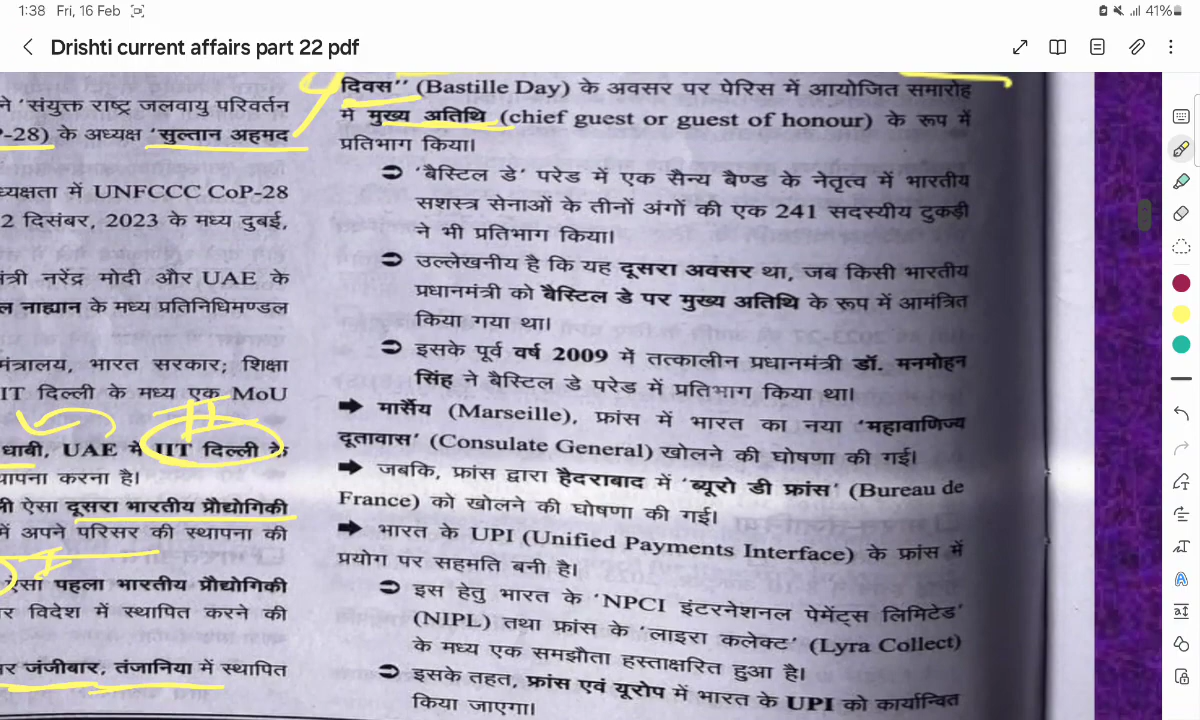 1:38 Fri, 16 Feb
41%
Drishti current affairs part 22 pdf
ने 'संयुक्त राष्ट्र जलवायु परिवर्तन
P-28) के अध्यक्ष 'सुल्तान अहमद
ध्यक्षता में UNFCCC CoP-28
2 दिसंबर, 2023 के मध्य दुबई,
मंत्री नरेंद्र मोदी और UAE के
ल नाह्यान के मध्य प्रतिनिधिमण्डल
मंत्रालय, भारत सरकार; शिक्षा
IT दिल्ली के मध्य एक MoU
धाबी, UAE में IIT दिल्ली के
थापना करना है।
भी ऐसा दूसरा भारतीय प्रौद्योगिकी
में अपने परिसर की स्थापना की
ऐसा पहला भारतीय प्रौद्योगिकी
र विदेश में स्थापित करने की
र जंजीबार, तंजानिया में स्थापित
दिवस'' (Bastille Day) के अवसर पर पेरिस में आयोजित समारोह
में मुख्य अतिथि (chief guest or guest of honour) के रूप में
प्रतिभाग किया।
➲ 'बैस्टिल डे' परेड में एक सैन्य बैण्ड के नेतृत्व में भारतीय
सशस्त्र सेनाओं के तीनों अंगों की एक 241 सदस्यीय टुकड़ी
ने भी प्रतिभाग किया।
➲ उल्लेखनीय है कि यह दूसरा अवसर था, जब किसी भारतीय
प्रधानमंत्री को बैस्टिल डे पर मुख्य अतिथि के रूप में आमंत्रित
किया गया था।
➲ इसके पूर्व वर्ष 2009 में तत्कालीन प्रधानमंत्री डॉ. मनमोहन
सिंह ने बैस्टिल डे परेड में प्रतिभाग किया था।
➡ मार्सैय (Marseille), फ्रांस में भारत का नया 'महावाणिज्य
दूतावास' (Consulate General) खोलने की घोषणा की गई।
➡ जबकि, फ्रांस द्वारा हैदराबाद में 'ब्यूरो डी फ्रांस' (Bureau de
France) को खोलने की घोषणा की गई।
➡ भारत के UPI (Unified Payments Interface) के फ्रांस में
प्रयोग पर सहमति बनी है।
➲ इस हेतु भारत के 'NPCI इंटरनेशनल पेमेंट्स लिमिटेड'
(NIPL) तथा फ्रांस के 'लाइरा कलेक्ट' (Lyra Collect)
के मध्य एक समझौता हस्ताक्षरित हुआ है।
➲ इसके तहत, फ्रांस एवं यूरोप में भारत के UPI को कार्यान्वित
किया जाएगा।